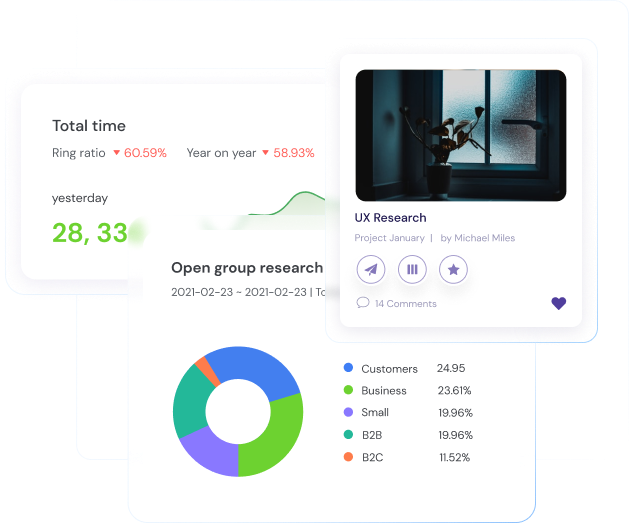 Total time
Ring ratio 60.59% Year on year 58.93%
yesterday
28, 33
UX Research
Project January | by Michael Miles
14 Comments
Open group research
2021-02-23 ~ 2021-02-23 |
Customers 24.95
Business 23.61%
Small 19.96%
B2B 19.96%
B2C 11.52%